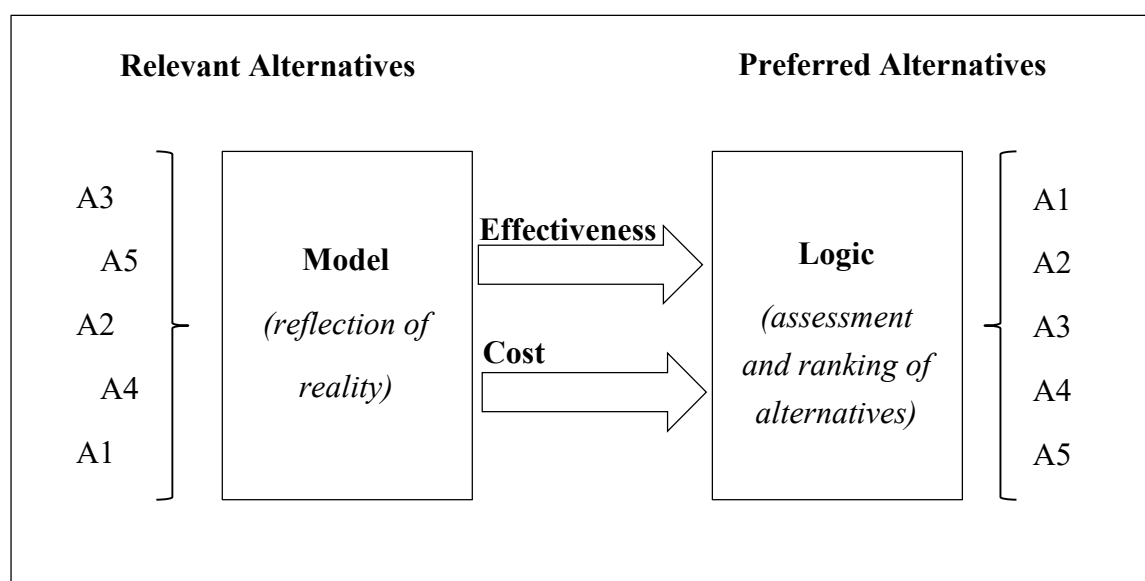 Relevant Alternatives
Preferred Alternatives
A3
A5
A2
A4
A1
Model
(reflection of
reality)
Effectiveness
Cost
Logic
(assessment
and ranking of
alternatives)
A1
A2
A3
A4
A5